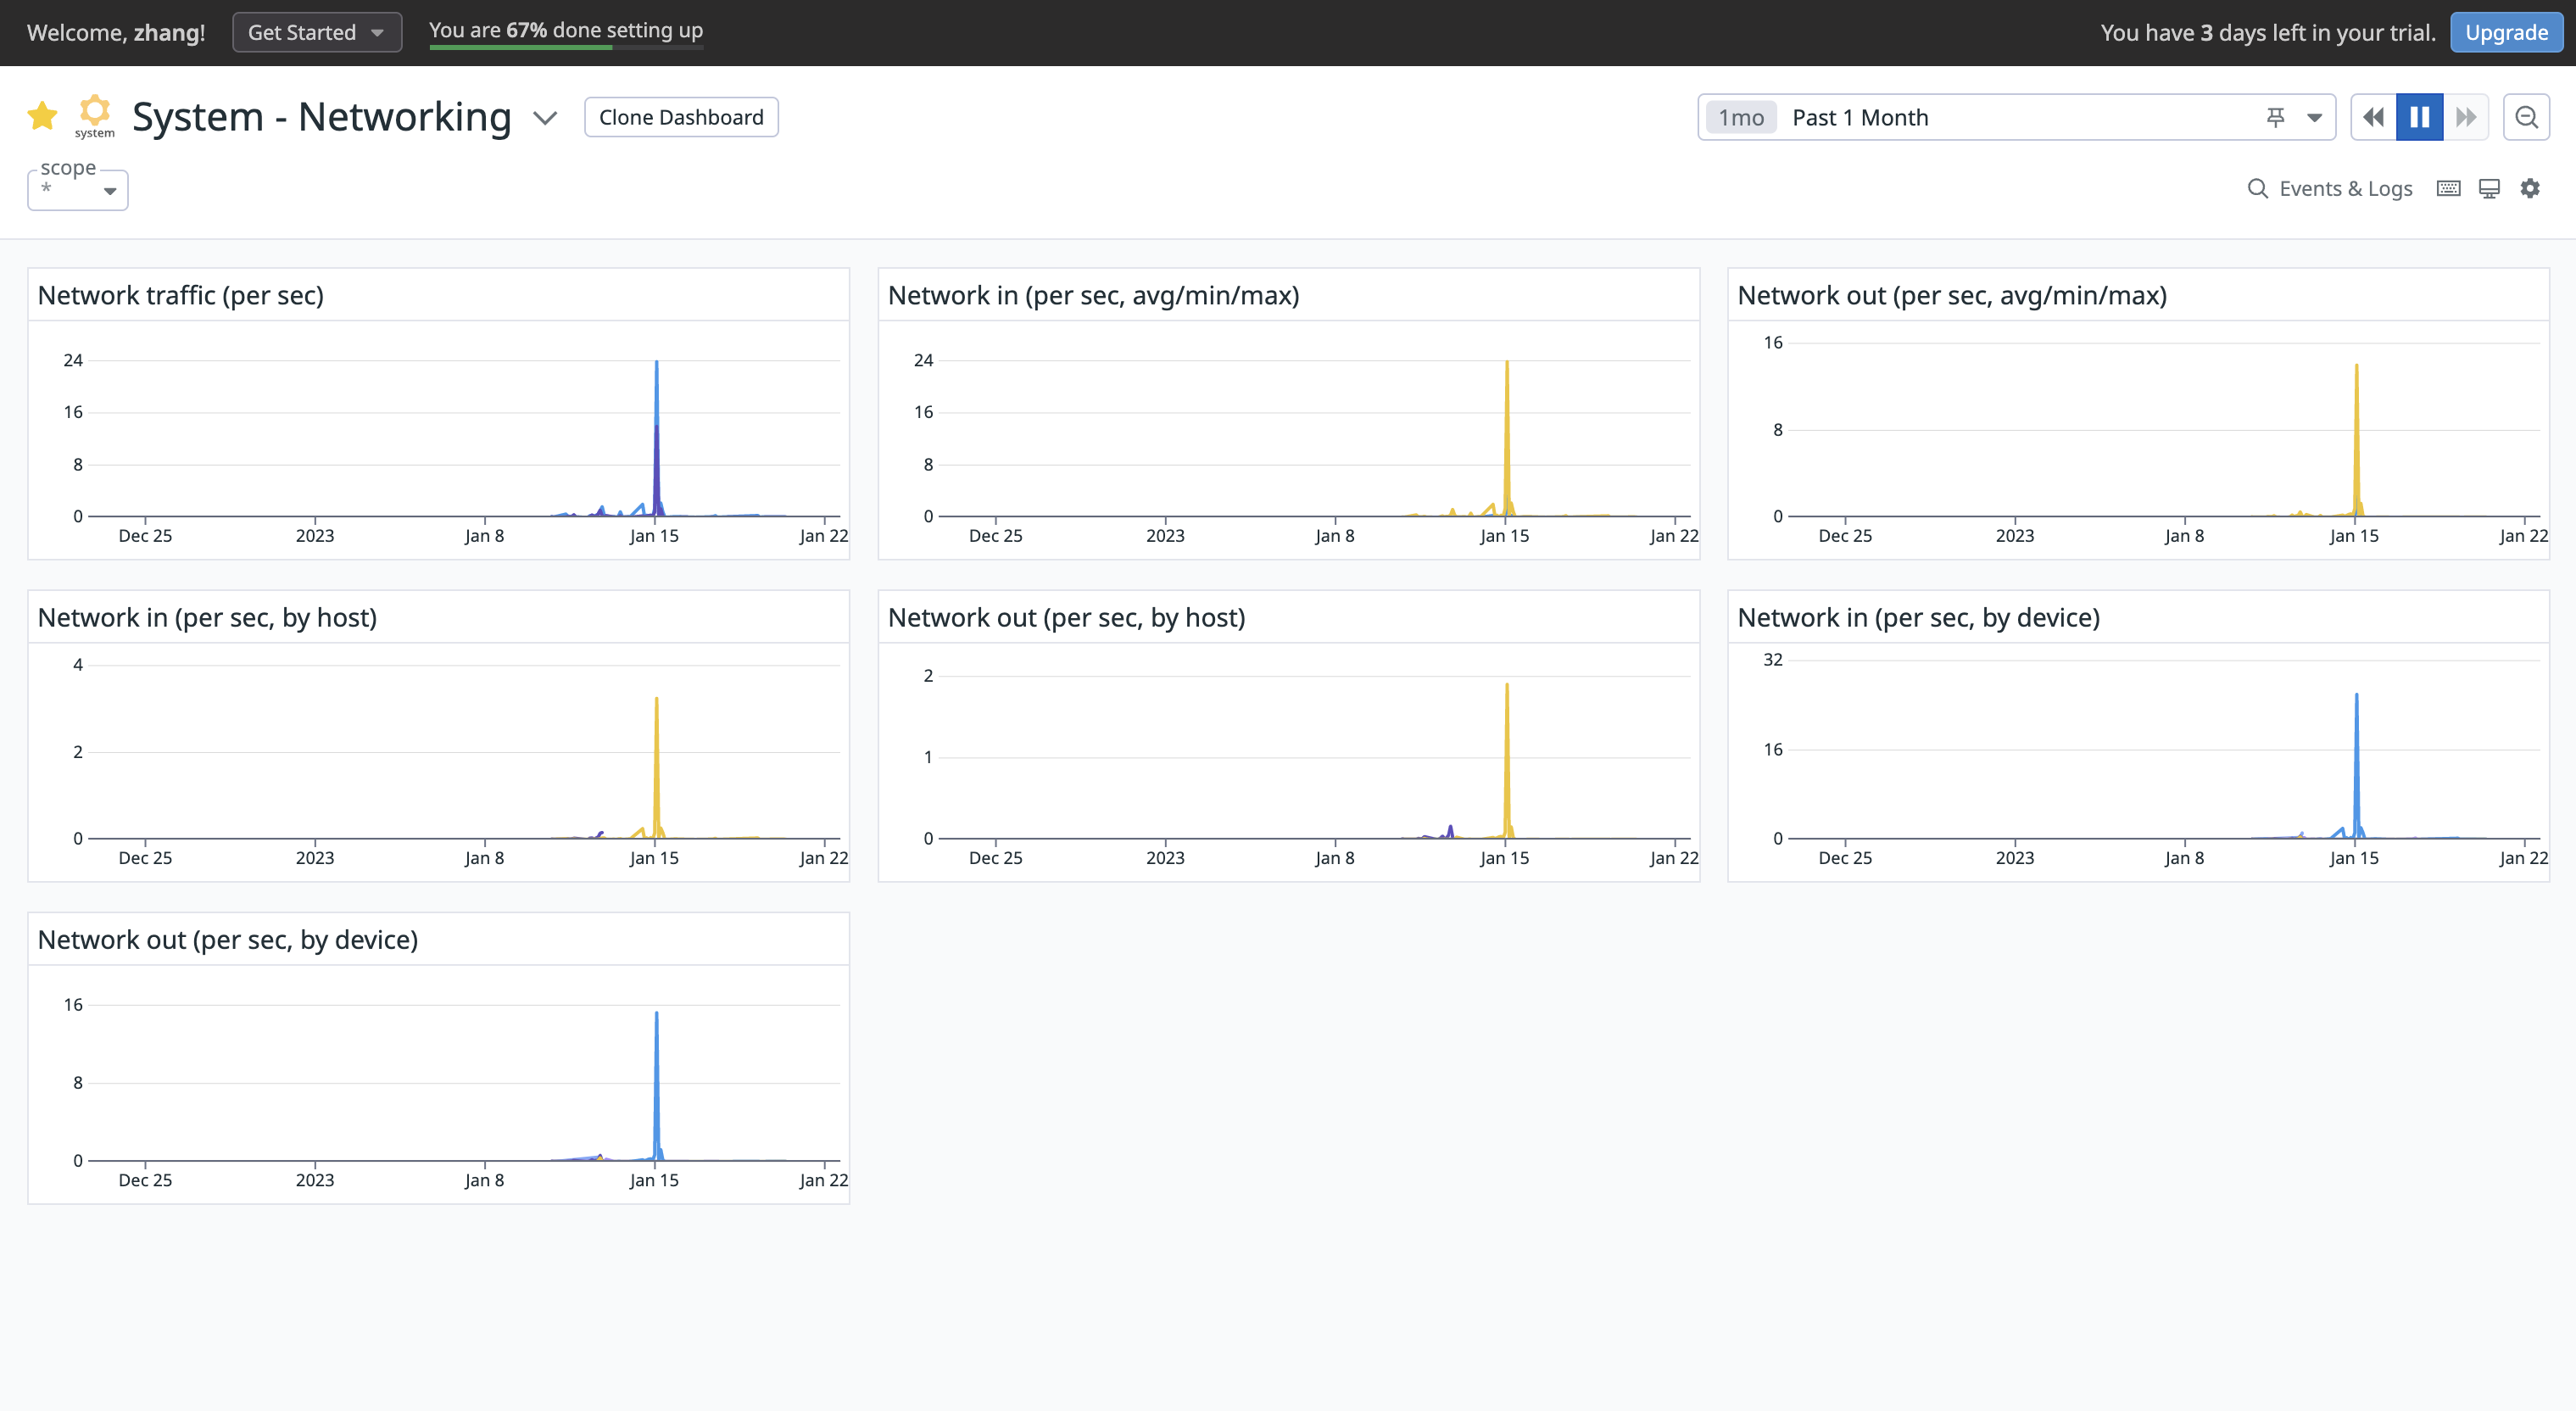 Welcome, zhang!
Get Started
You are 67% done setting up
You have 3 days left in your trial.
Upgrade
system
System - Networking
Clone Dashboard
1mo
Past 1 Month
scope
*
Events & Logs
Network traffic (per sec)
24
16
8
0
Dec 25
2023
Jan 8
Jan 15
Jan 22
Network in (per sec, avg/min/max)
24
16
8
0
Dec 25
2023
Jan 8
Jan 15
Jan 22
Network out (per sec, avg/min/max)
16
8
0
Dec 25
2023
Jan 8
Jan 15
Jan 22
Network in (per sec, by host)
4
2
0
Dec 25
2023
Jan 8
Jan 15
Jan 22
Network out (per sec, by host)
2
1
0
Dec 25
2023
Jan 8
Jan 15
Jan 22
Network in (per sec, by device)
32
16
0
Dec 25
2023
Jan 8
Jan 15
Jan 22
Network out (per sec, by device)
16
8
0
Dec 25
2023
Jan 8
Jan 15
Jan 22